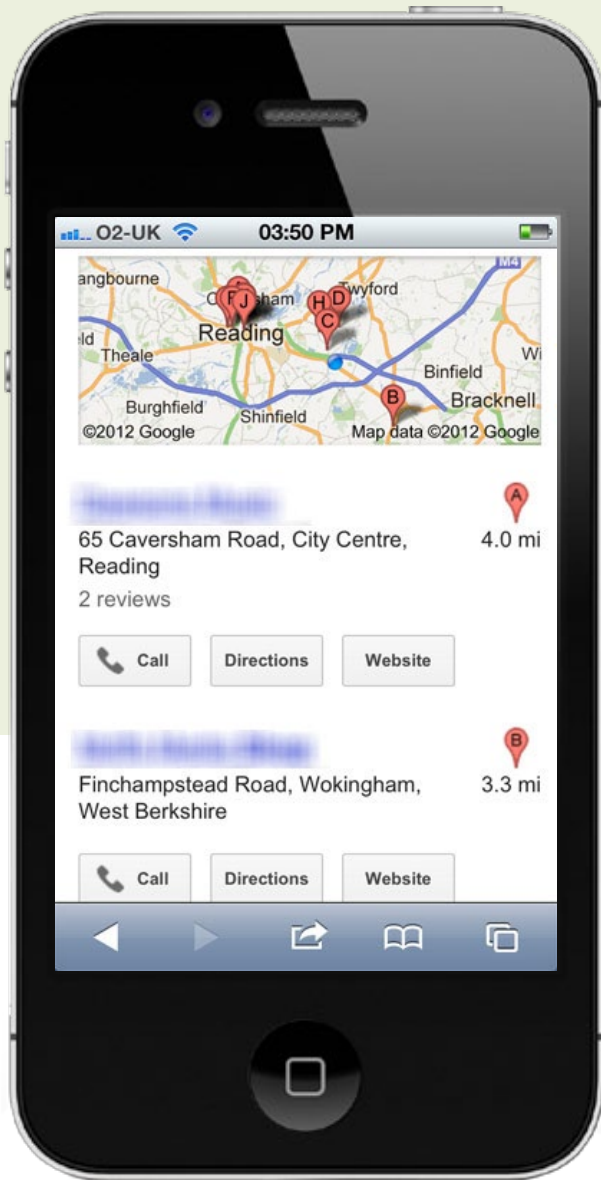 O2-UK 03:50 PM
angbourne
Twyford
M4
H D
J
C
Reading
Theale
Wi
Binfield
B
Bracknell
Burghfield
Shinfield
©2012 Google
Map data ©2012 Google
A
65 Caversham Road, City Centre,
4.0 mi
Reading
2 reviews
Call Directions Website
B
Finchampstead Road, Wokingham,
3.3 mi
West Berkshire
Call Directions Website